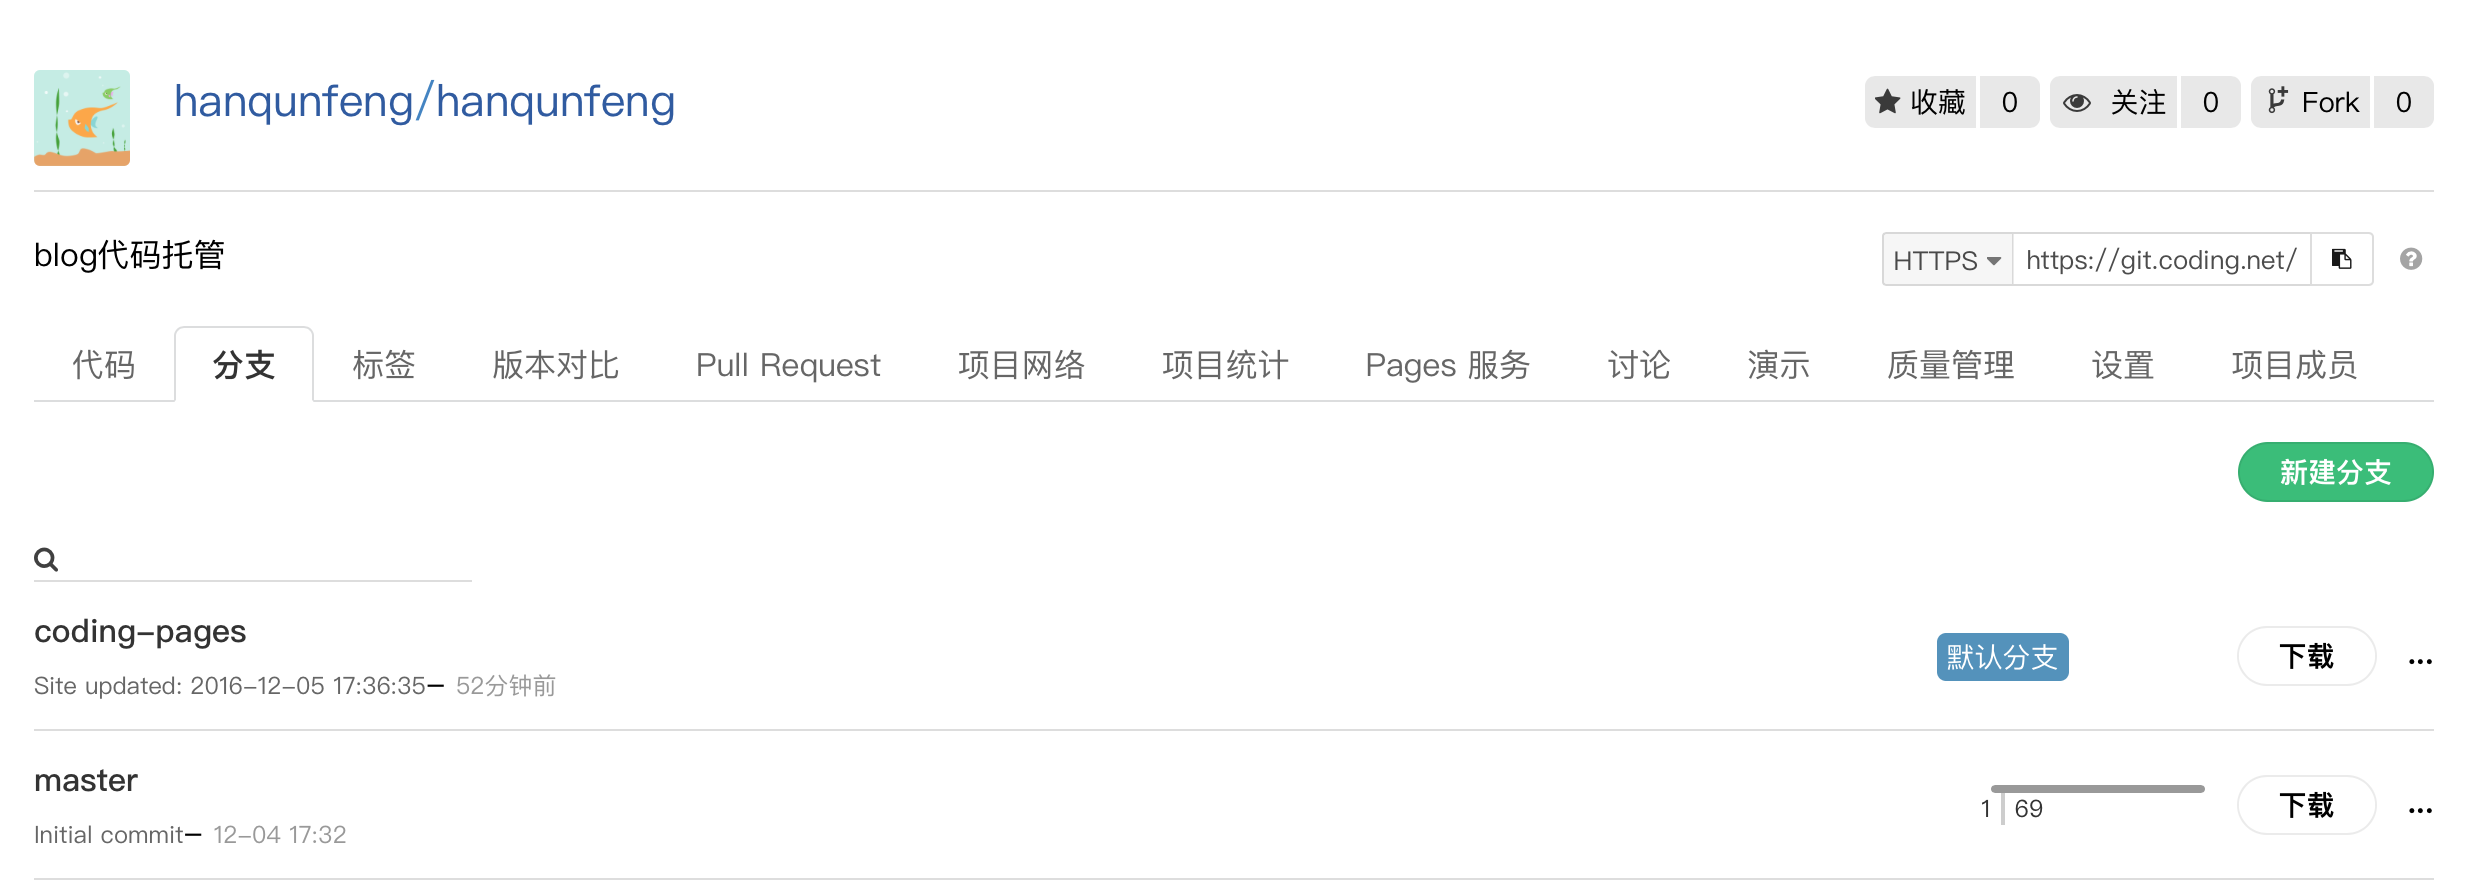 hanqunfeng/hanqunfeng
收藏 0 关注 0 Fork 0
blog代码托管
HTTPS https://git.coding.net/
代码 分支 标签 版本对比 Pull Request 项目网络 项目统计 Pages 服务 讨论 演示 质量管理 设置 项目成员
新建分支
coding-pages
默认分支 下载 ...
Site updated: 2016-12-05 17:36:35— 52分钟前
master
1 69 下载 ...
Initial commit— 12-04 17:32